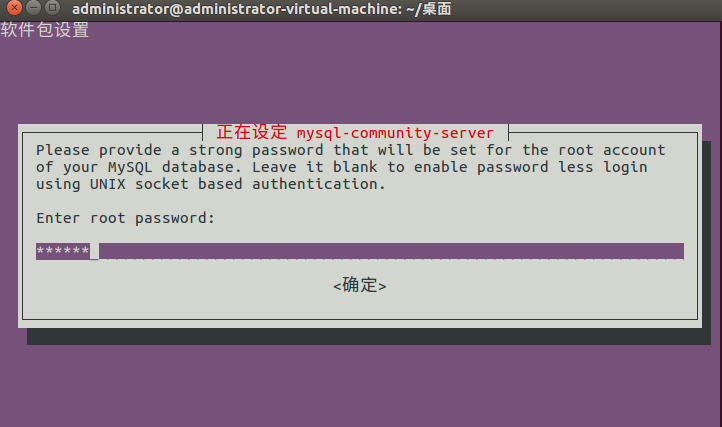 administrator@administrator-virtual-machine: ~/桌面
软件包设置
正在设定 mysql-community-server
Please provide a strong password that will be set for the root account
of your MySQL database. Leave it blank to enable password less login
using UNIX socket based authentication.
Enter root password:
******_
<确定>